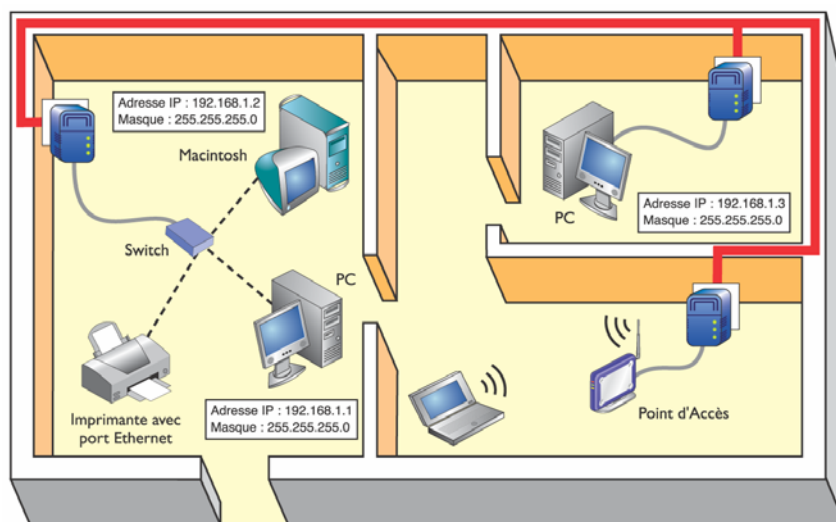 Adresse IP : 192.168.1.2
Masque : 255.255.255.0
Macintosh
Switch
PC
Imprimante avec
port Ethernet
Adresse IP : 192.168.1.1
Masque : 255.255.255.0
PC
Adresse IP : 192.168.1.3
Masque : 255.255.255.0
Point d'Accès